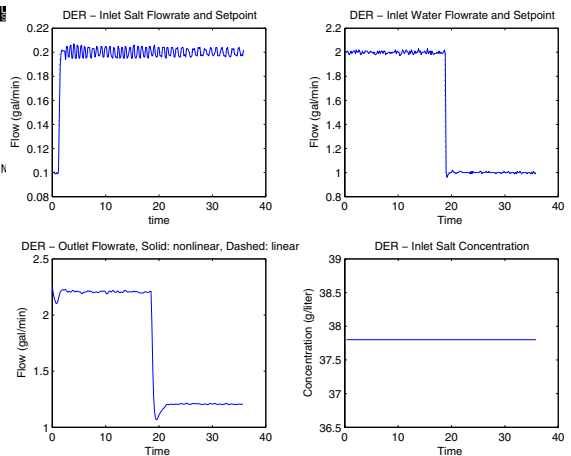 DER – Inlet Salt Flowrate and Setpoint
Flow (gal/min)
0.22
0.2
0.18
0.16
0.14
0.12
0.1
0.08
0 10 20 30 40
time
DER – Inlet Water Flowrate and Setpoint
Flow (gal/min)
2.2
2
1.8
1.6
1.4
1.2
1
0.8
0 10 20 30 40
Time
DER – Outlet Flowrate, Solid: nonlinear, Dashed: linear
Flow (gal/min)
2.5
2
1.5
1
0 10 20 30 40
Time
DER – Inlet Salt Concentration
Concentration (g/liter)
39
38.5
38
37.5
37
36.5
0 10 20 30 40
Time